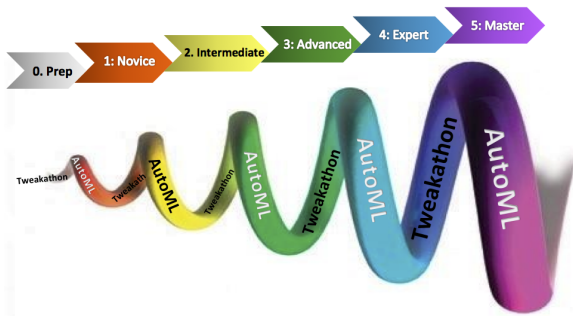 0. Prep
1: Novice
2. Intermediate
3: Advanced
4: Expert
5: Master
Tweakathon
AutoML
Tweakath
AutoML
Tweakathon
AutoML
Tweakathon
AutoML
Tweakathon
AutoML